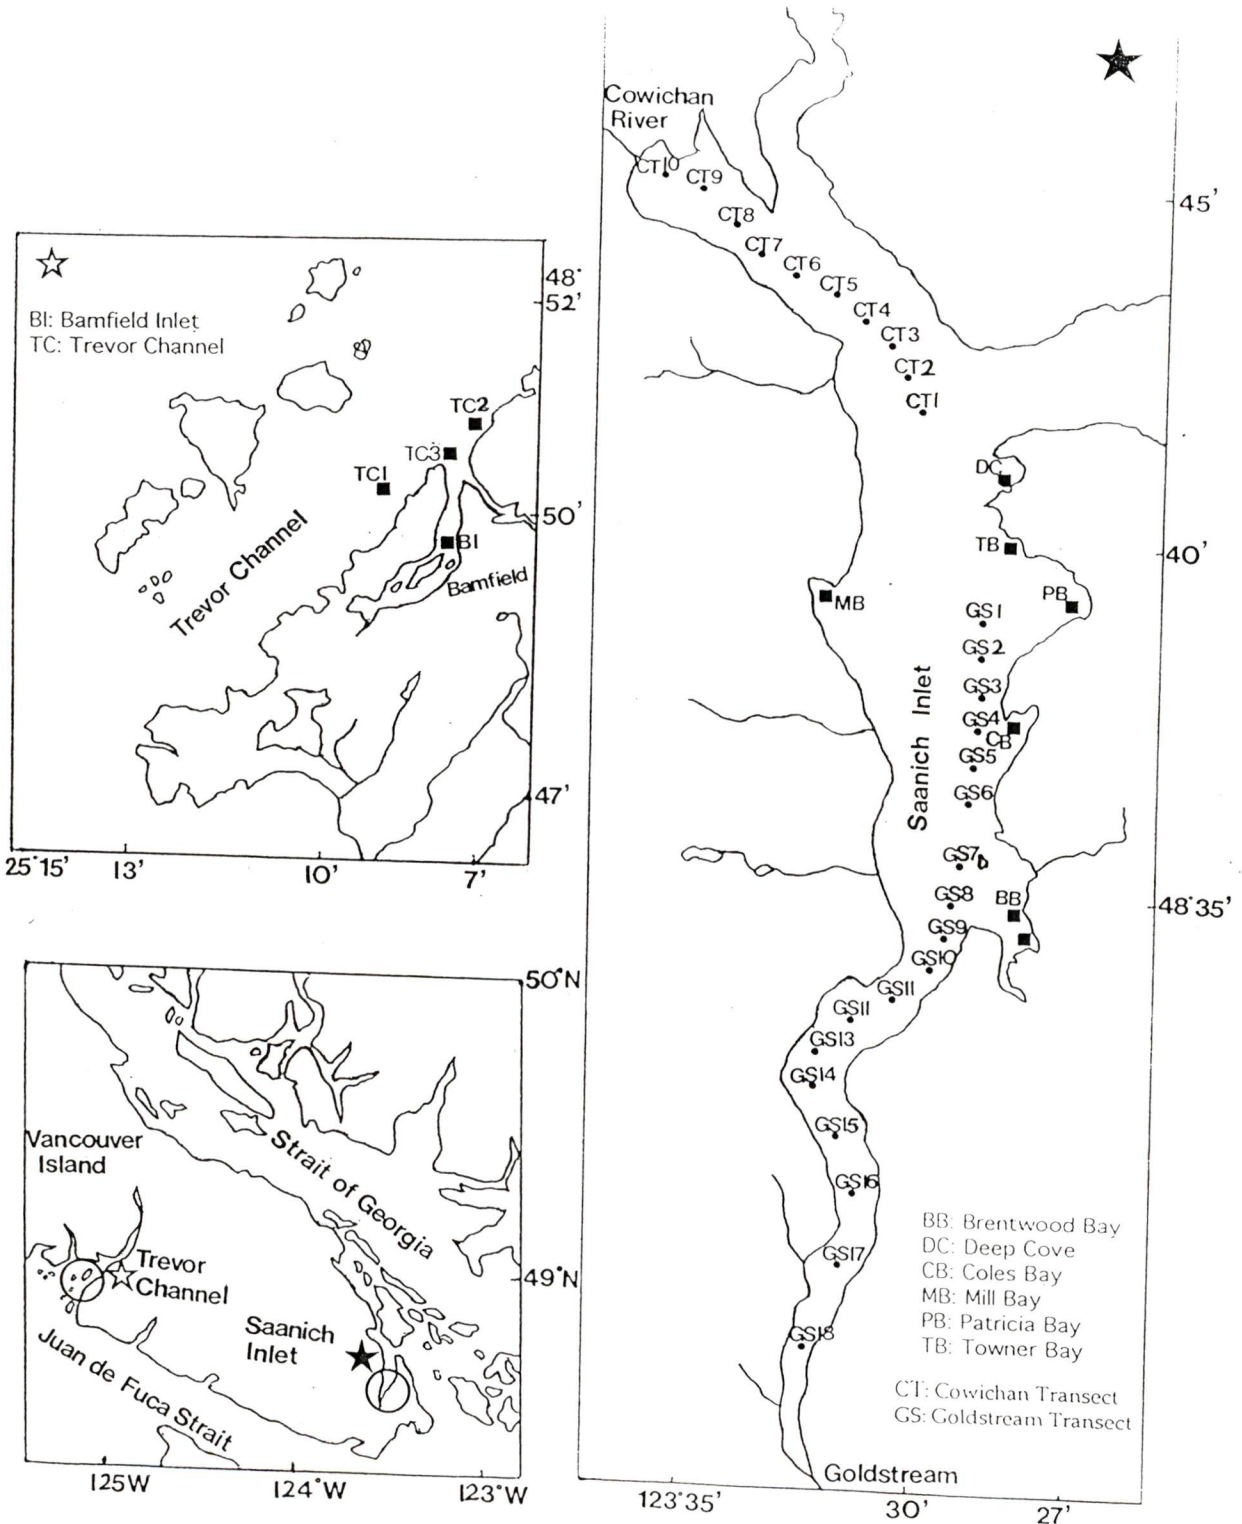 48°
52'
BI: Bamfield Inlet
TC: Trevor Channel
TC2
TC3
TC1
50'
BI
Bamfield
Trevor Channel
47'
25°15'
13'
10'
7'
50°N
Vancouver
Island
Strait of Georgia
49°N
Trevor
Channel
Saanich
Inlet
Juan de Fuca Strait
125°W
124°W
123°W
Cowichan
River
CT10
CT9
45'
CT8
CT7
CT6
CT5
CT4
CT3
CT2
CT1
DC
TB
40'
MB
PB
GS1
GS2
GS3
GS4
CB
GS5
GS6
Saanich Inlet
GS7
GS8
BB
48°35'
GS9
GS10
GS11
GS11
GS13
GS14
GS15
GS16
GS17
GS18
BB: Brentwood Bay
DC: Deep Cove
CB: Coles Bay
MB: Mill Bay
PB: Patricia Bay
TB: Towner Bay
CT: Cowichan Transect
GS: Goldstream Transect
Goldstream
123°35'
30'
27'